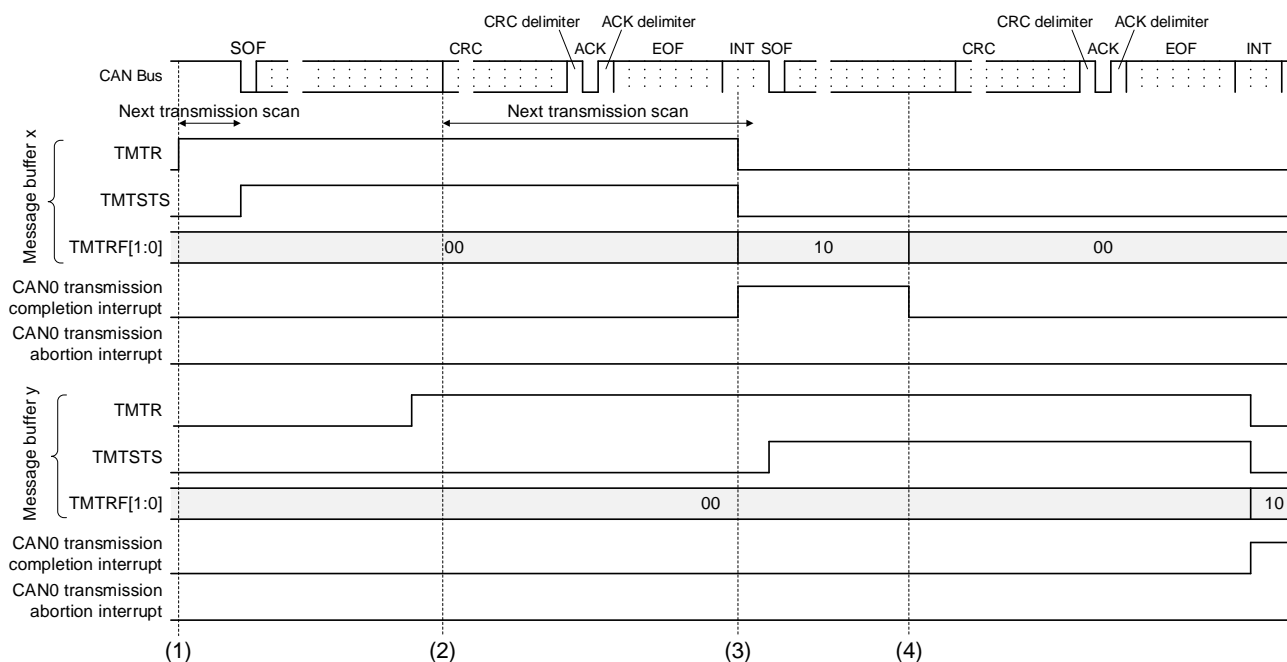 CRC delimiter ACK delimiter CRC delimiter ACK delimiter
SOF CRC ACK EOF INT SOF CRC ACK EOF INT
CAN Bus
Next transmission scan Next transmission scan
Message buffer x
TMTR
TMTSTS
TMTRF[1:0] 00 10 00
CAN0 transmission
completion interrupt
CAN0 transmission
abortion interrupt
Message buffer y
TMTR
TMTSTS
TMTRF[1:0] 00 10
CAN0 transmission
completion interrupt
CAN0 transmission
abortion interrupt
(1) (2) (3) (4)